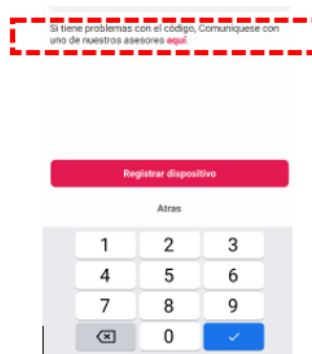 Si tiene problemas con el código, Comuniquese con
uno de nuestros asesores aquí.
Registrar dispositivo
Atras
1 2 3
4 5 6
7 8 9
0